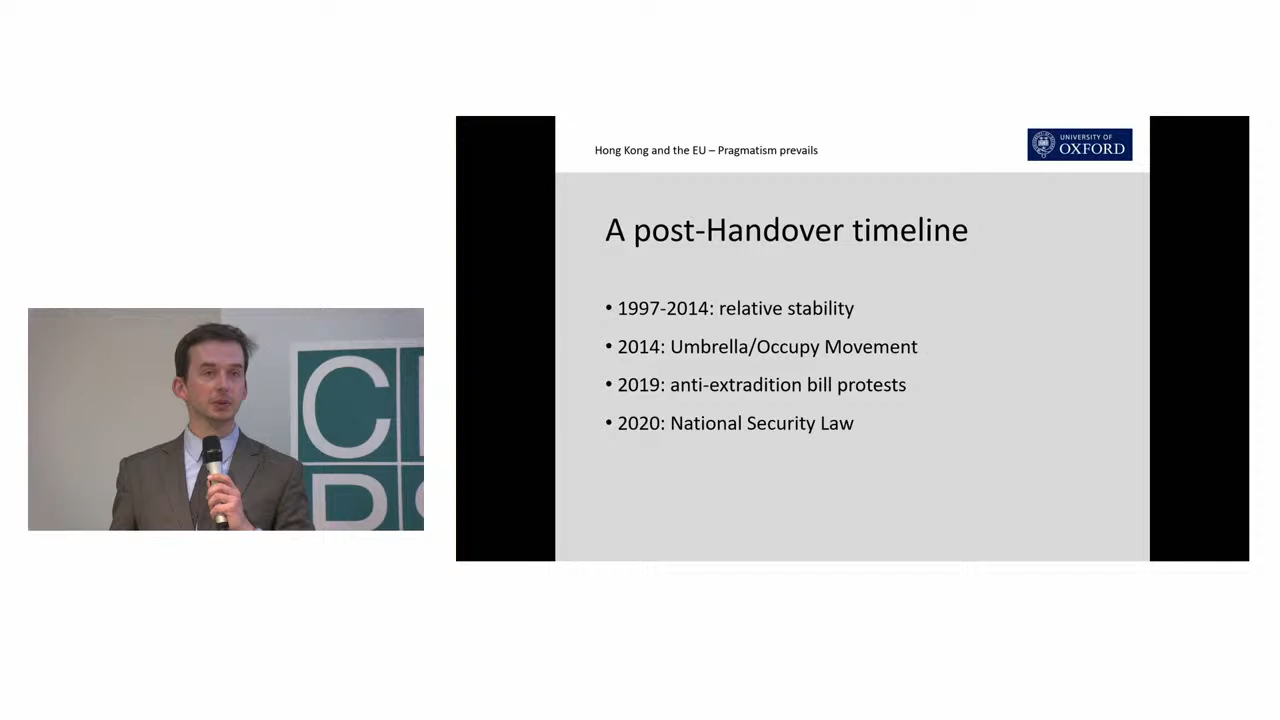 Hong Kong and the EU – Pragmatism prevails
UNIVERSITY OF
OXFORD
A post-Handover timeline
• 1997-2014: relative stability
• 2014: Umbrella/Occupy Movement
• 2019: anti-extradition bill protests
• 2020: National Security Law
C